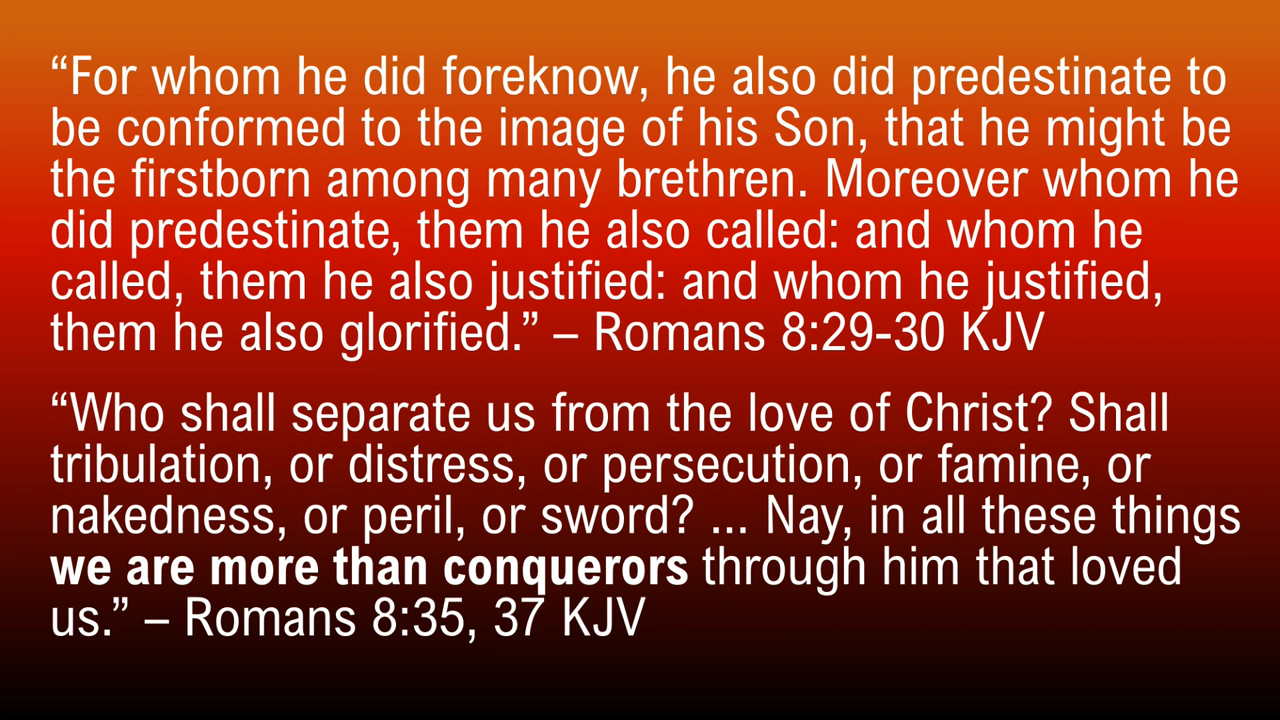 “For whom he did foreknow, he also did predestinate to
be conformed to the image of his Son, that he might be
the firstborn among many brethren. Moreover whom he
did predestinate, them he also called: and whom he
called, them he also justified: and whom he justified,
them he also glorified.” – Romans 8:29-30 KJV
“Who shall separate us from the love of Christ? Shall
tribulation, or distress, or persecution, or famine, or
nakedness, or peril, or sword? ... Nay, in all these things
we are more than conquerors through him that loved
us.” – Romans 8:35, 37 KJV